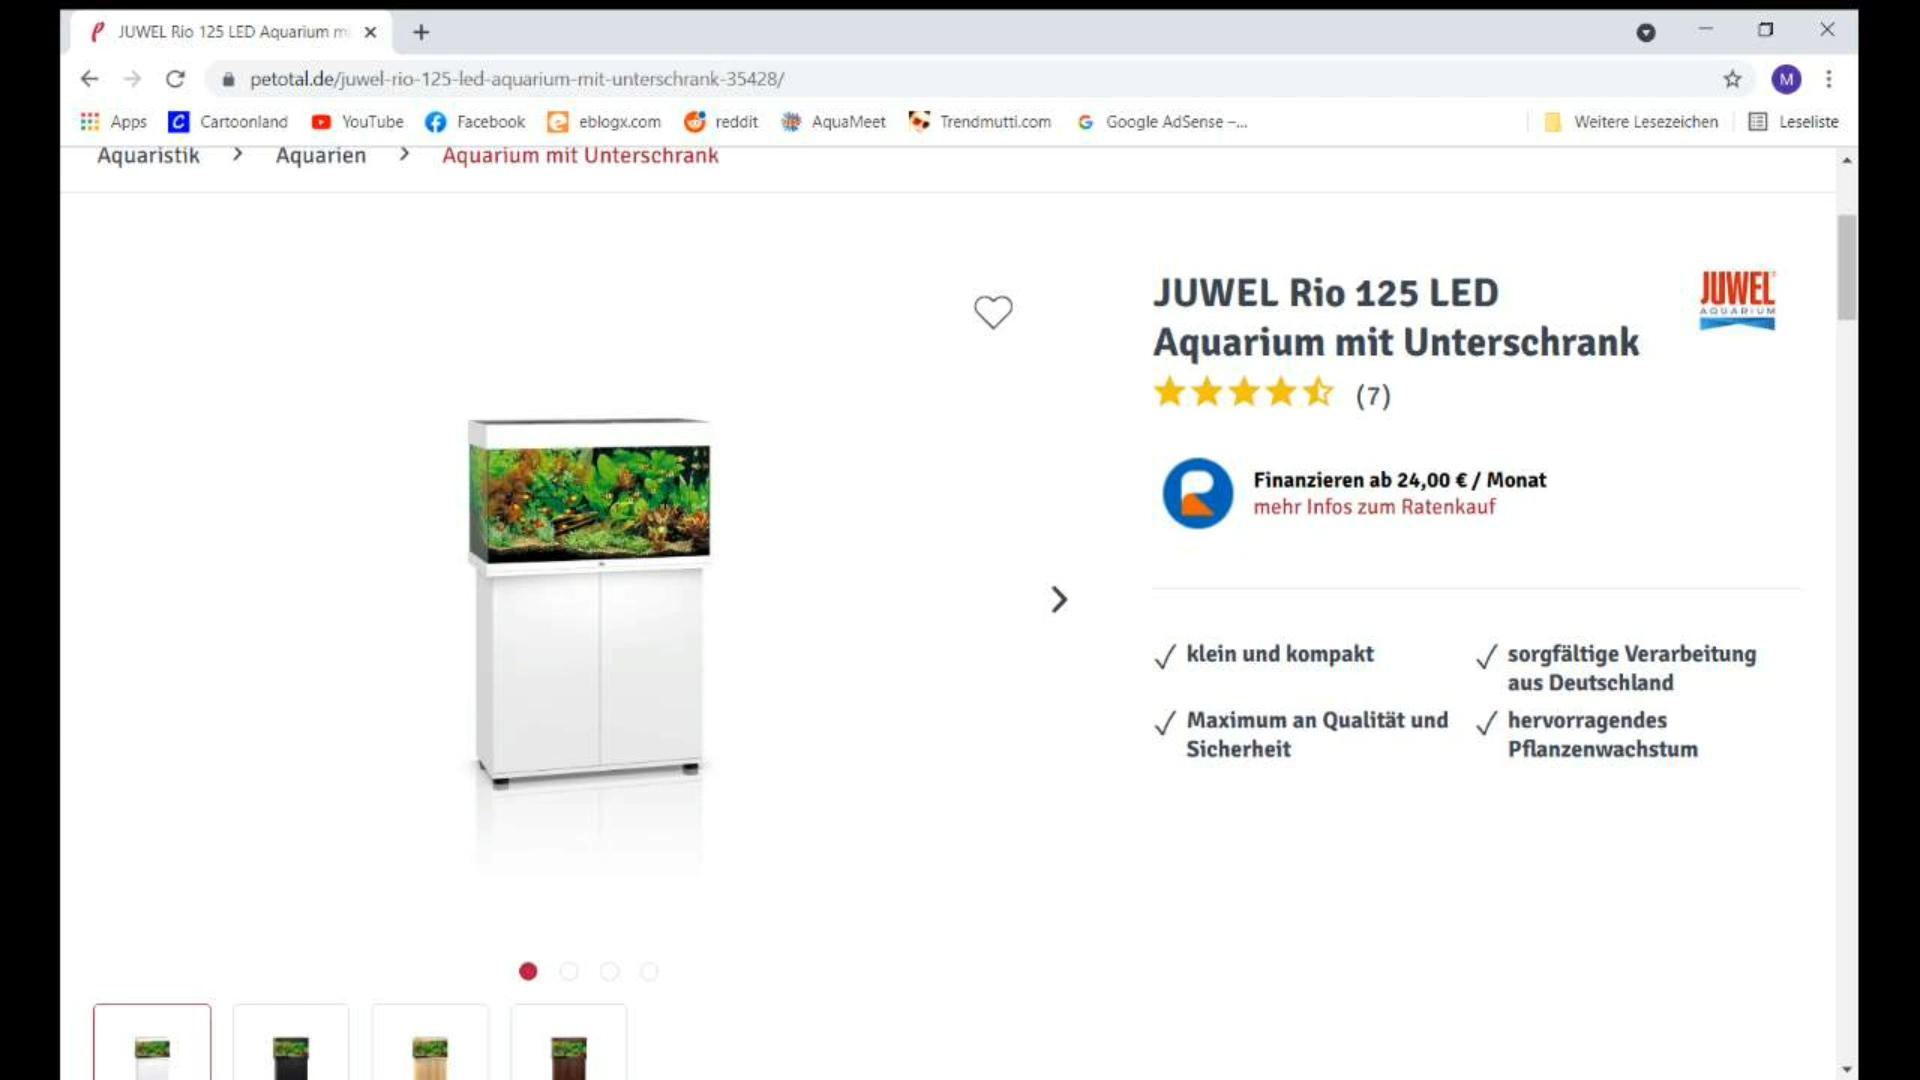 JUWEL Rio 125 LED Aquarium m
petotal.de/juwel-rio-125-led-aquarium-mit-unterschrank-35428/
M
Apps Cartoonland YouTube Facebook eblogx.com reddit AquaMeet Trendmutti.com Google AdSense –... Weitere Lesezeichen Leseliste
Aquaristik > Aquarien > Aquarium mit Unterschrank
JUWEL Rio 125 LED
Aquarium mit Unterschrank
JUWEL
AQUARIUM
(7)
Finanzieren ab 24,00 € / Monat
mehr Infos zum Ratenkauf
klein und kompakt
sorgfältige Verarbeitung
aus Deutschland
Maximum an Qualität und
Sicherheit
hervorragendes
Pflanzenwachstum